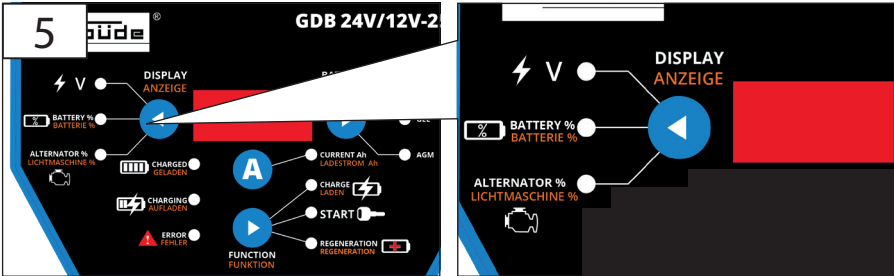 5
üde®
GDB 24V/12V-2
V
DISPLAY
ANZEIGE
%
BATTERY %
BATTERIE %
ALTERNATOR %
LICHTMASCHINE %
CHARGED
GELADEN
CHARGING
AUFLADEN
ERROR
FEHLER
A
CURRENT Ah
LADESTROM Ah
AGM
CHARGE
LADEN
START
REGENERATION
REGENERATION
FUNCTION
FUNKTION
V
DISPLAY
ANZEIGE
%
BATTERY %
BATTERIE %
ALTERNATOR %
LICHTMASCHINE %